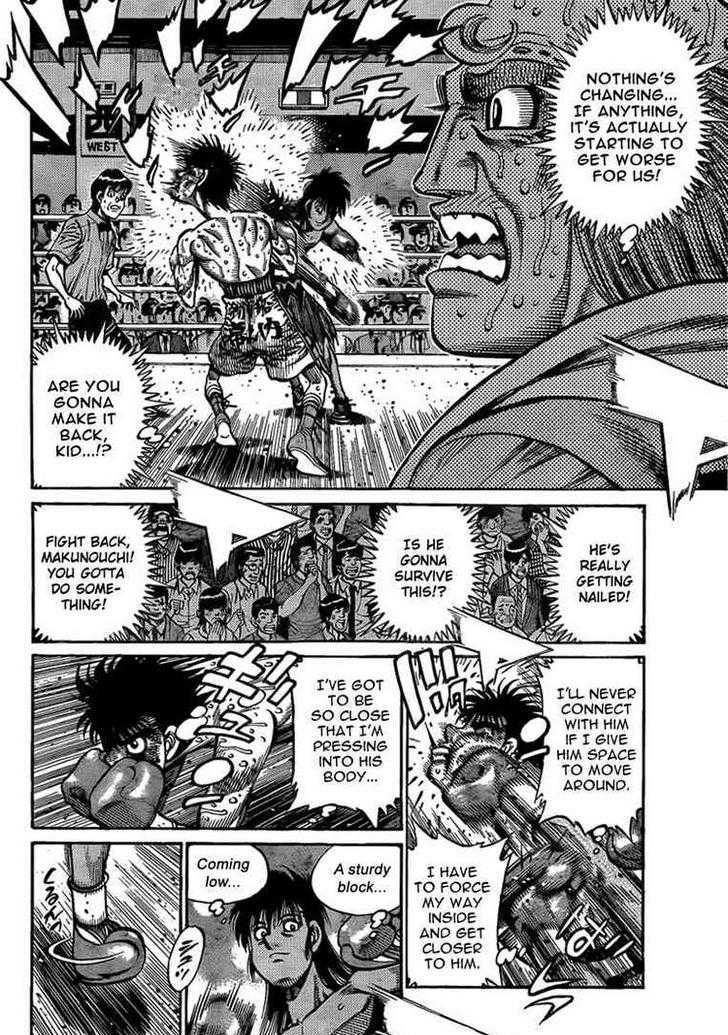 NOTHING'S
CHANGING...
IF ANYTHING,
IT'S ACTUALLY
STARTING TO
GET WORSE
FOR US!
西
WEST
ARE YOU
GONNA
MAKE IT
BACK,
KID...!?
HE'S
REALLY
GETTING
NAILED!
IS HE
GONNA
SURVIVE
THIS!?
FIGHT BACK,
MAKUNOUCHI!
YOU GOTTA
DO SOME-
THING!
I'LL NEVER
CONNECT
WITH HIM
IF I GIVE
HIM SPACE
TO MOVE
AROUND.
I HAVE
TO FORCE
MY WAY
INSIDE
AND GET
CLOSER
TO HIM.
I'VE GOT
TO BE
SO CLOSE
THAT I'M
PRESSING
INTO HIS
BODY...
A sturdy
block...
Coming
low...